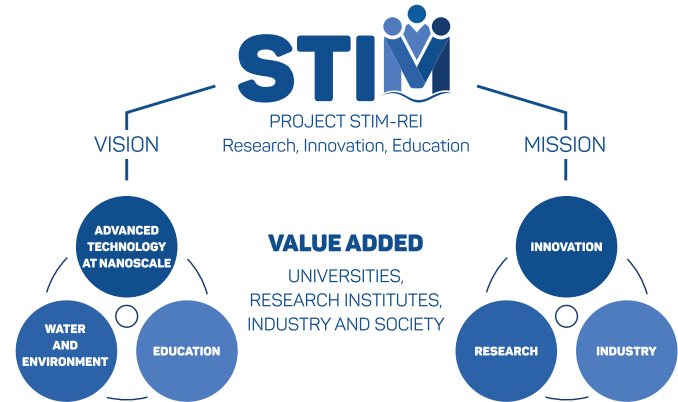 STIM
PROJECT STIM-REI
Research, Innovation, Education
VISION
MISSION
ADVANCED
TECHNOLOGY
AT NANOSCALE
WATER
AND
ENVIRONMENT
EDUCATION
VALUE ADDED
UNIVERSITIES,
RESEARCH INSTITUTES,
INDUSTRY AND SOCIETY
INNOVATION
RESEARCH
INDUSTRY